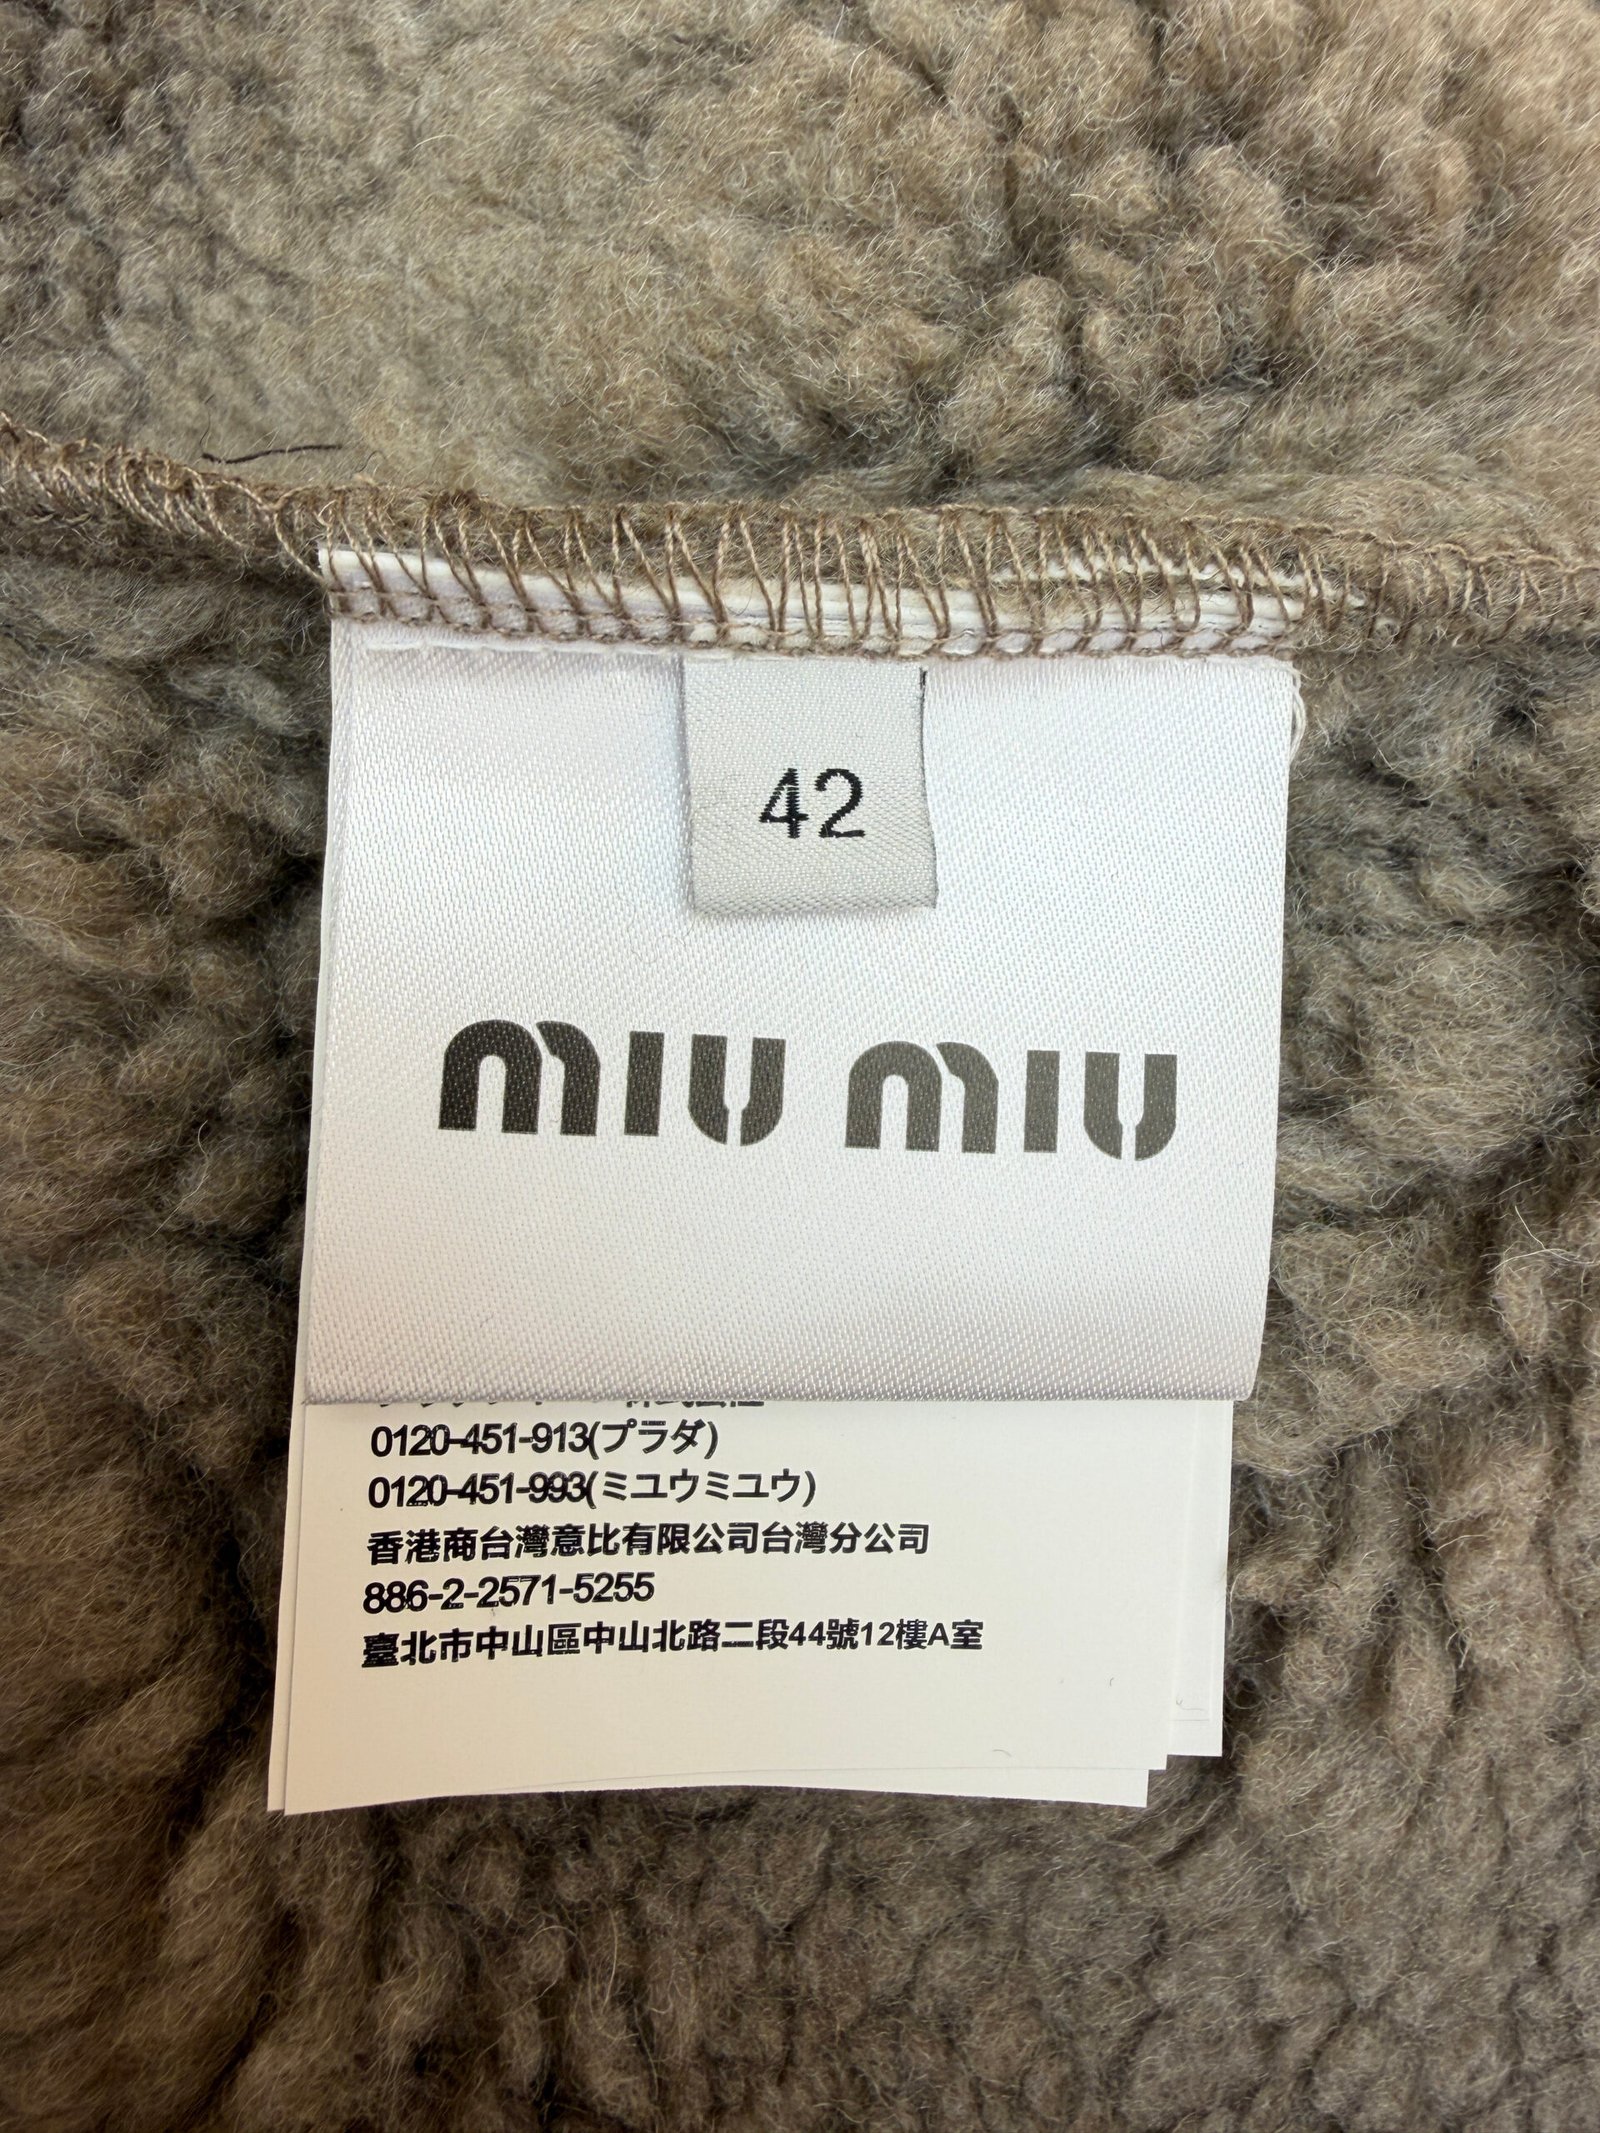 42
miu miu
0120-451-913(プラダ)
0120-451-993(ミユウミユウ)
香港商台灣意比有限公司台灣分公司
886-2-2571-5255
臺北市中山區中山北路二段44號12樓A室